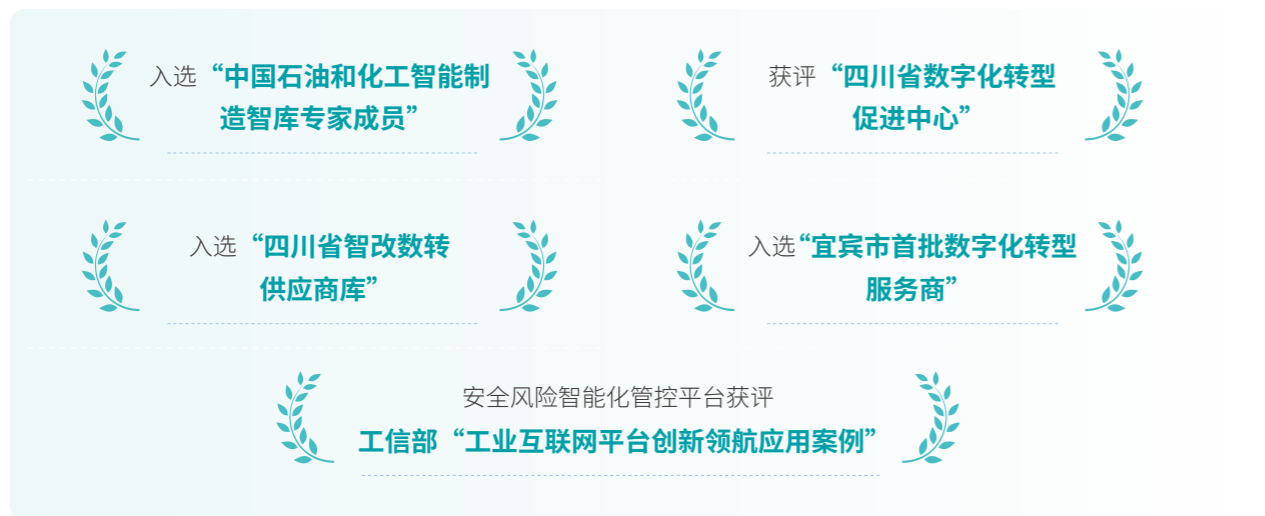 入选“中国石油和化工智能制
造智库专家成员”
获评“四川省数字化转型
促进中心”
入选“四川省智改数转
供应商库”
入选“宜宾市首批数字化转型
服务商”
安全风险智能化管控平台获评
工信部“工业互联网平台创新领航应用案例”